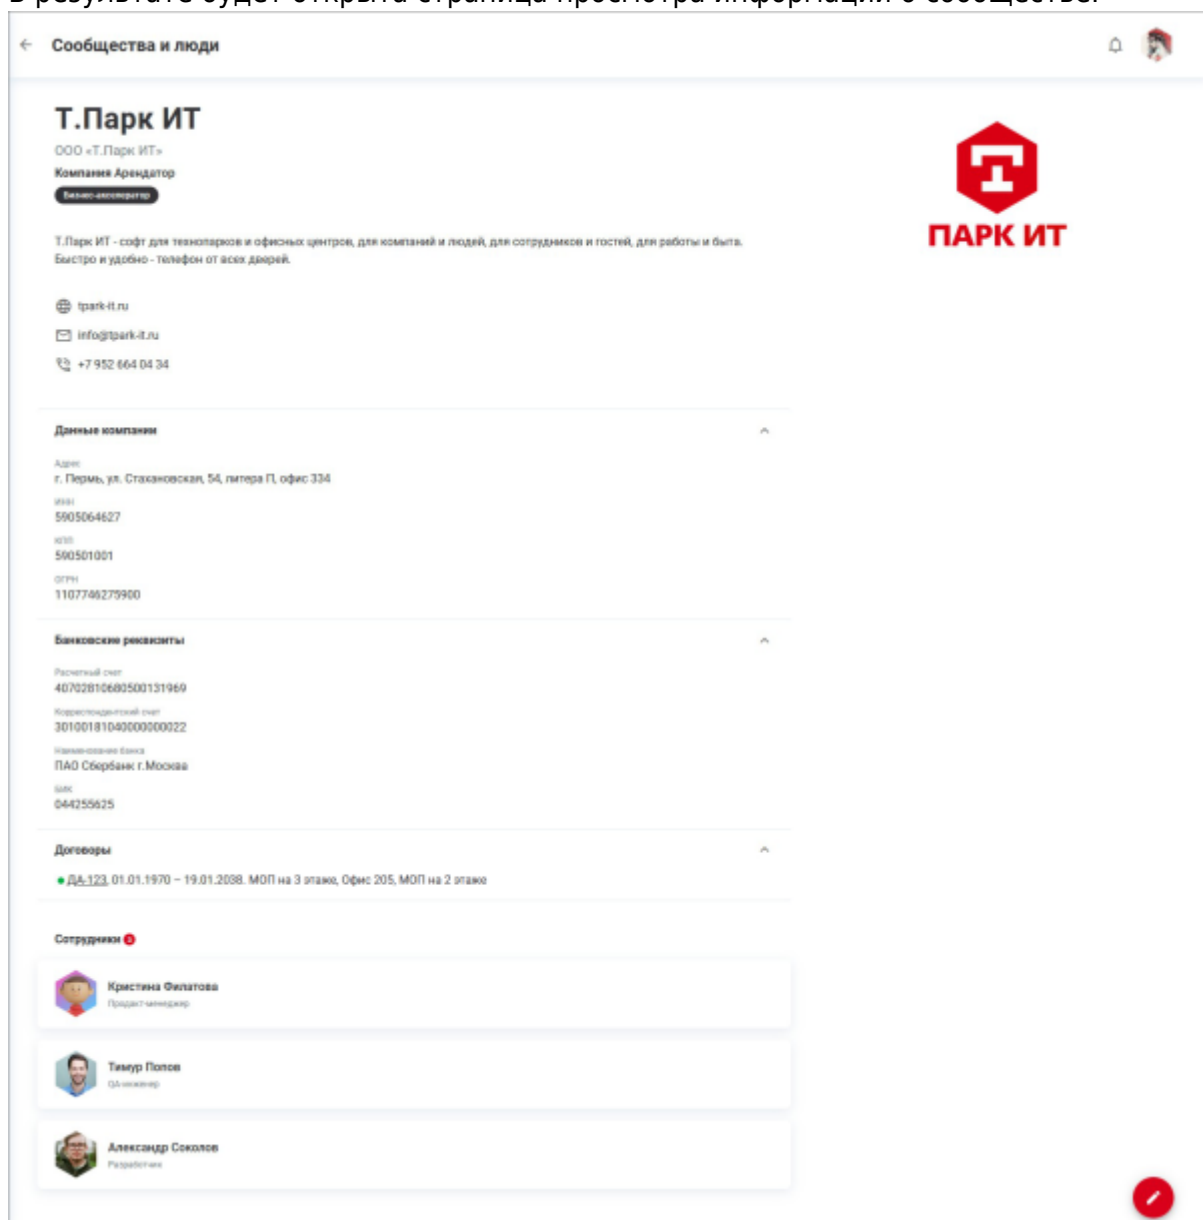 В результате будет открыта страница просмотра информации о сообществе.
Сообщества и люди
Т.Парк ИТ
ООО «Т.Парк ИТ»
Компания Арендатор
Бизнес-акселератор
Т.Парк ИТ - софт для технопарков и офисных центров, для компаний и людей, для сотрудников и гостей, для работы и быта.
Быстро и удобно - телефон от всех дверей.
ПАРК ИТ
tpark-it.ru
info@tpark-it.ru
+7 952 664 04 34
Данные компании
Адрес
г. Пермь, ул. Стахановская, 54, литера П, офис 334
ИНН
5905064627
КПП
590501001
ОГРН
1107746275900
Банковские реквизиты
Расчетный счет
40702810680500131969
Корреспондентский счет
30100181040000000022
Наименование банка
ПАО Сбербанк г.Москва
БИК
044255625
Договоры
ДА-123, 01.01.1970 – 19.01.2038. МОП на 3 этаже, Офис 205, МОП на 2 этаже
Сотрудники 3
Кристина Филатова
Продакт-менеджер
Тимур Попов
QA-инженер
Александр Соколов
Разработчик